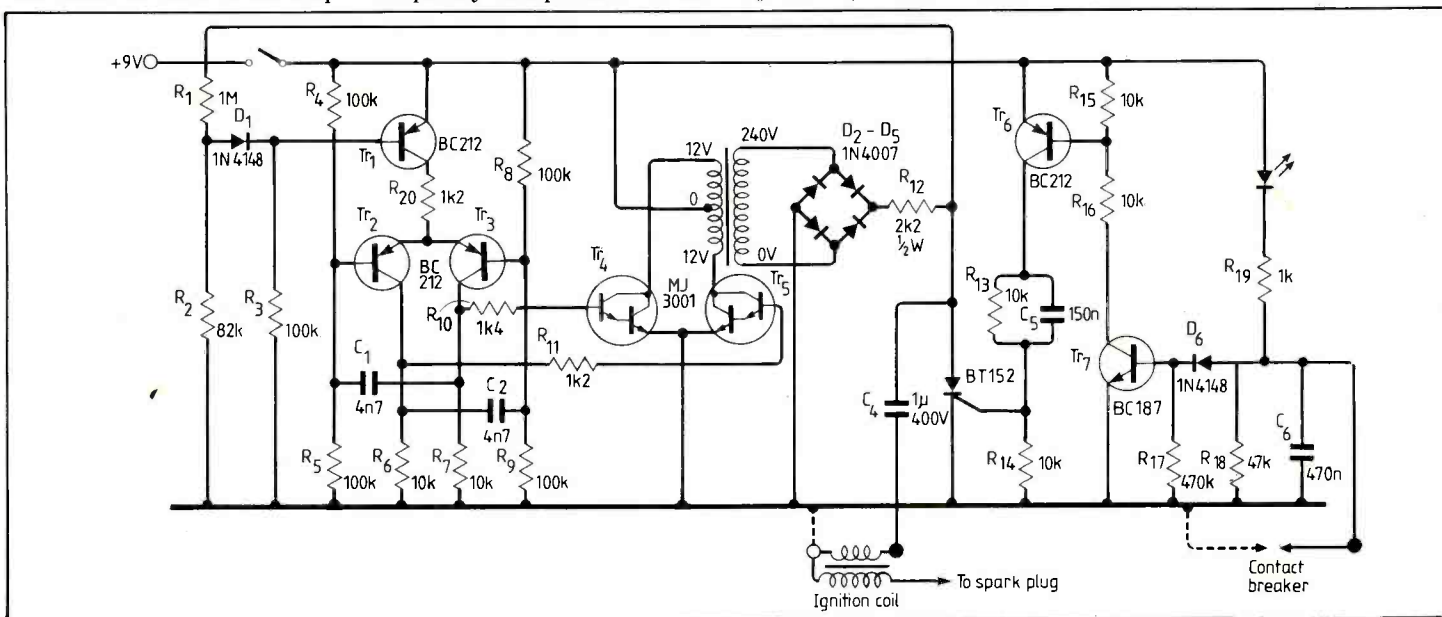 +9V
R1
1M
D1
1N4148
R4
100k
Tr1
BC212
R20
1k2
R8
100k
Tr2
Tr3
BC
212
R2
82k
R3
100k
R10
1k4
R11
1k2
C1
4n7
C2
4n7
R5
100k
R6
10k
R7
10k
R9
100k
12V
0
12V
240V
0V
Tr4
MJ
3001
Tr5
D2 - D5
1N4007
R12
2k2
½W
C4
1µ
400V
BT152
Tr6
BC212
R15
10k
R16
10k
R13
10k
C5
150n
R14
10k
Tr7
BC187
D6
1N4148
R19
1k
R17
470k
R18
47k
C6
470n
Ignition coil
To spark plug
Contact
breaker